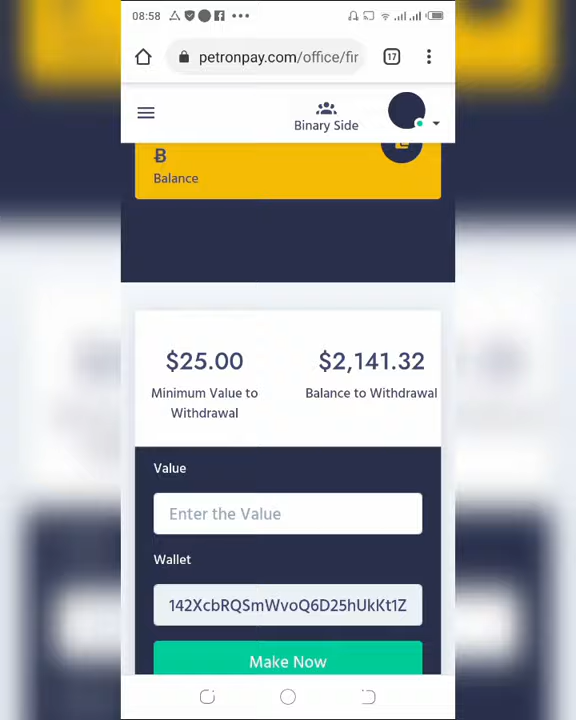 08:58
17
petronpay.com/office/fir
Binary Side
Ƀ
Balance
$25.00
Minimum Value to
Withdrawal
$2,141.32
Balance to Withdrawal
Value
Enter the Value
Wallet
142XcbRQSmWvoQ6D25hUkKt1Z
Make Now